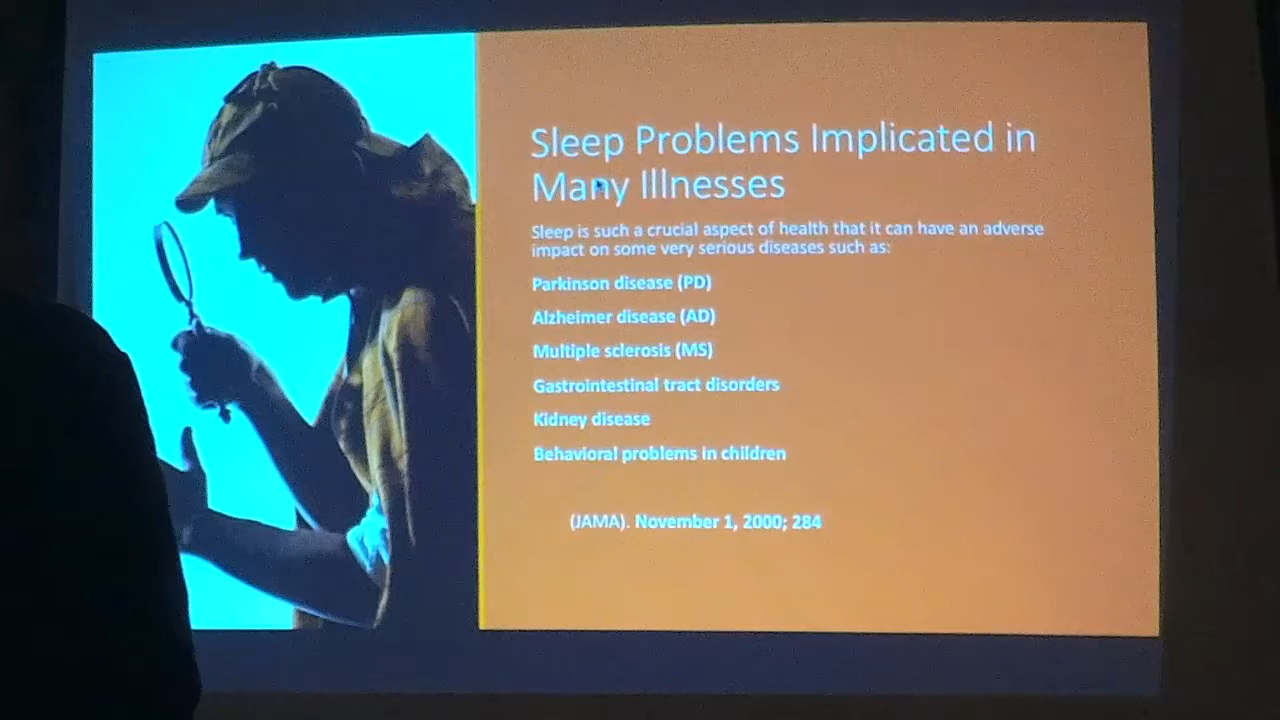 Sleep Problems Implicated in
Many Illnesses
Sleep is such a crucial aspect of health that it can have an adverse
impact on some very serious diseases such as:
Parkinson disease (PD)
Alzheimer disease (AD)
Multiple sclerosis (MS)
Gastrointestinal tract disorders
Kidney disease
Behavioral problems in children
(JAMA). November 1, 2000; 284